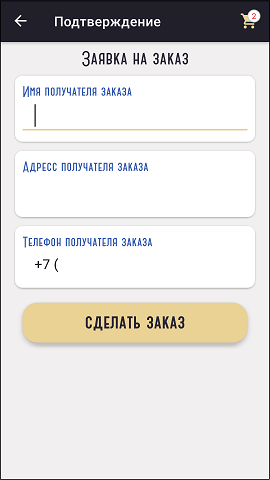 Подтверждение
2
Заявка на заказ
Имя получателя заказа
Адресс получателя заказа
Телефон получателя заказа
+7 (
СДЕЛАТЬ ЗАКАЗ